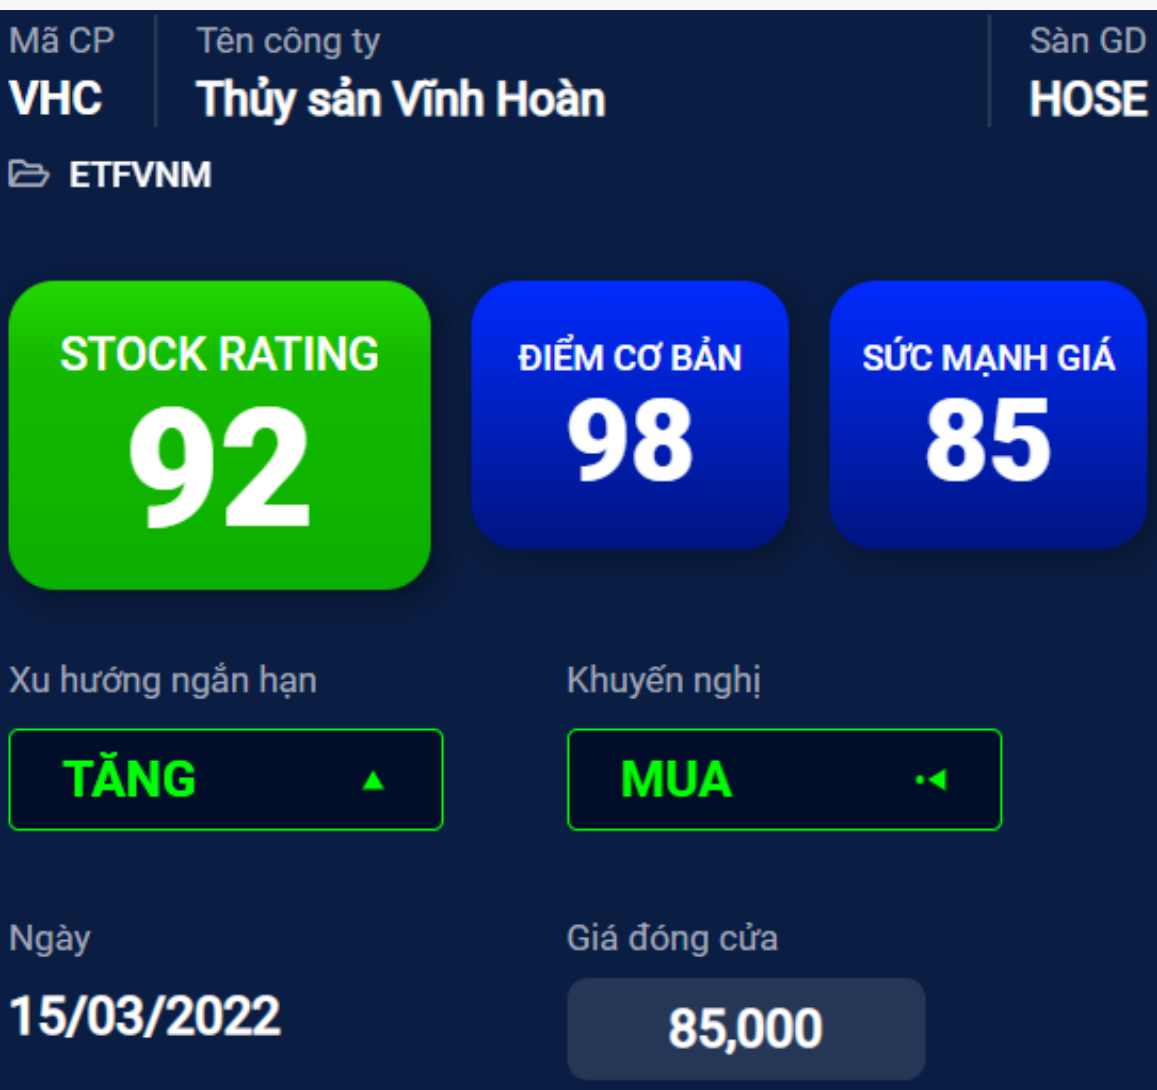 Mã CP
Tên công ty
Sàn GD
VHC
Thủy sản Vĩnh Hoàn
HOSE
ETFVNM
STOCK RATING
92
ĐIỂM CƠ BẢN
98
SỨC MẠNH GIÁ
85
Xu hướng ngắn hạn
Khuyến nghị
TĂNG
MUA
Ngày
Giá đóng cửa
15/03/2022
85,000